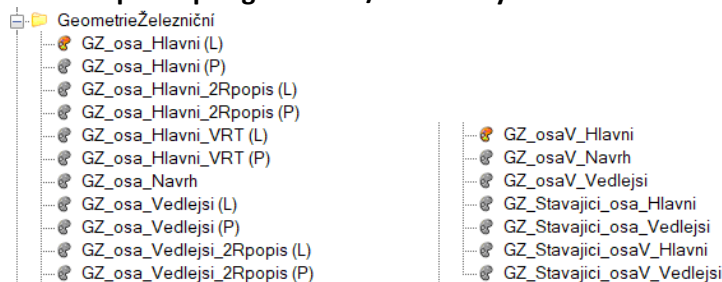 GeometrieŽelezniční
GZ_osa_Hlavni (L)
GZ_osa_Hlavni (P)
GZ_osa_Hlavni_2Rpopis (L)
GZ_osa_Hlavni_2Rpopis (P)
GZ_osa_Hlavni_VRT (L)
GZ_osa_Hlavni_VRT (P)
GZ_osa_Navrh
GZ_osa_Vedlejsi (L)
GZ_osa_Vedlejsi (P)
GZ_osa_Vedlejsi_2Rpopis (L)
GZ_osa_Vedlejsi_2Rpopis (P)
GZ_osaV_Hlavni
GZ_osaV_Navrh
GZ_osaV_Vedlejsi
GZ_Stavajici_osa_Hlavni
GZ_Stavajici_osa_Vedlejsi
GZ_Stavajici_osaV_Hlavni
GZ_Stavajici_osaV_Vedlejsi